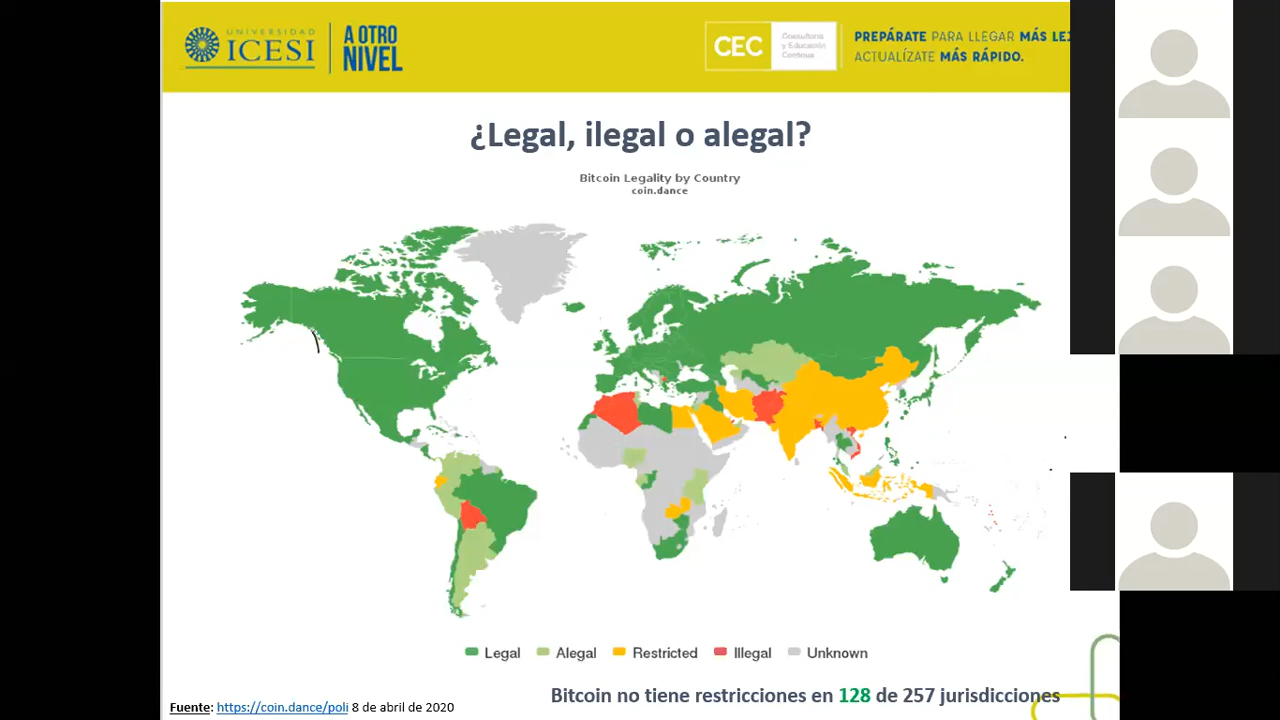 UNIVERSIDAD
ICESI
A OTRO
NIVEL
CEC
Consultoría
y Educación
Continua
PREPÁRATE PARA LLEGAR MÁS LE
ACTUALÍZATE MÁS RÁPIDO.
¿Legal, ilegal o alegal?
Bitcoin Legality by Country
coin.dance
Legal Alegal Restricted Illegal Unknown
Bitcoin no tiene restricciones en 128 de 257 jurisdicciones
Fuente: https://coin.dance/poli 8 de abril de 2020